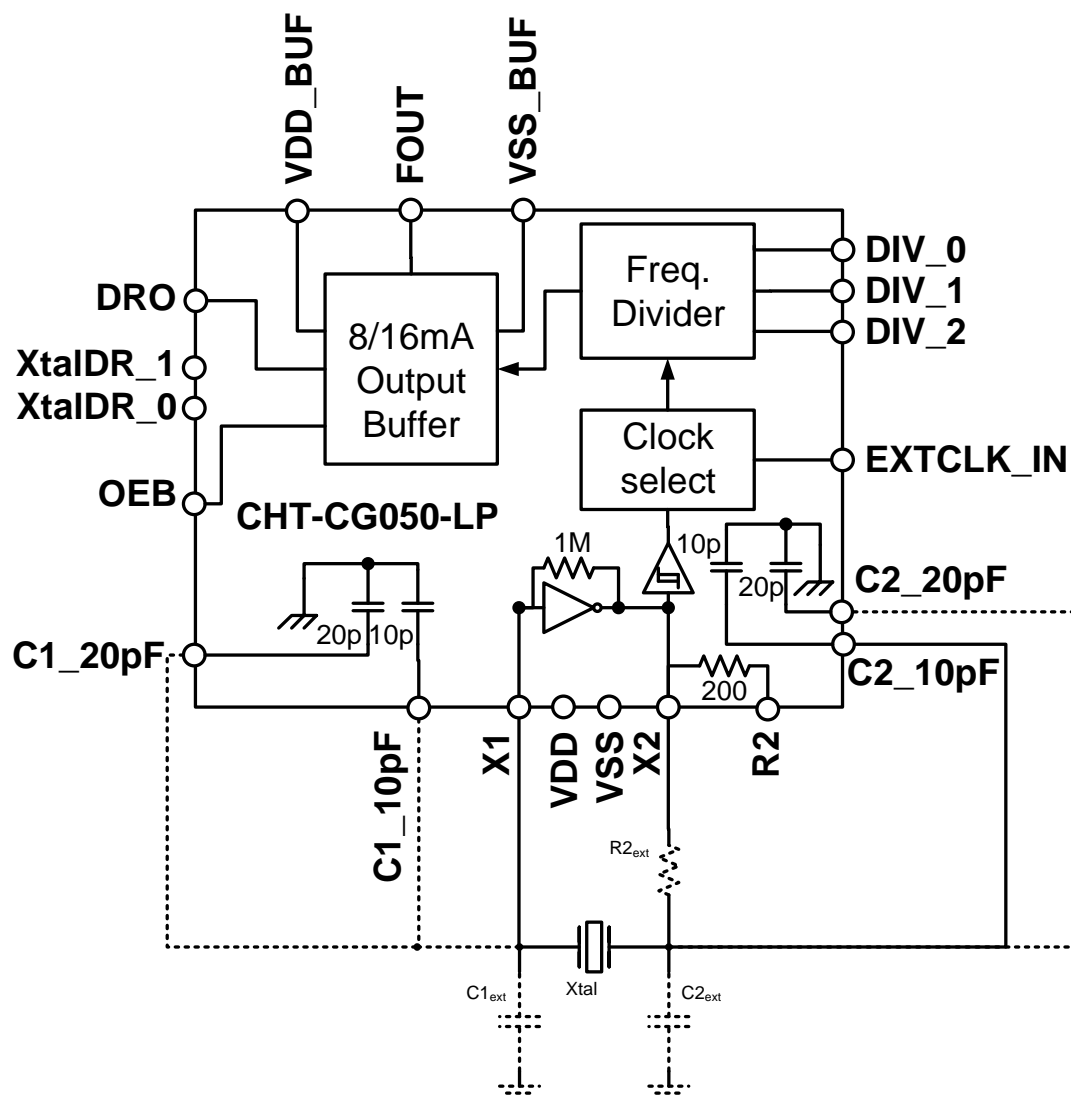 VDD_BUF
FOUT
VSS_BUF
DRO
XtalDR_1
XtalDR_0
OEB
8/16mA
Output
Buffer
Freq.
Divider
DIV_0
DIV_1
DIV_2
Clock
select
EXTCLK_IN
CHT-CG050-LP
1M
10p
20p
C2_20pF
20p
10p
C1_20pF
200
C2_10pF
C1_10pF
X1
VDD
VSS
X2
R2
R2ext
C1ext
Xtal
C2ext